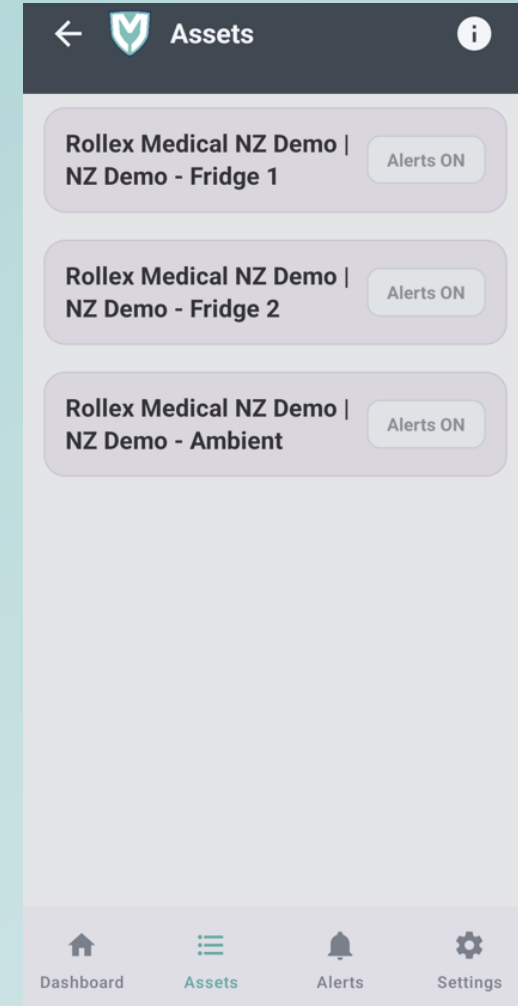 Assets
Rollex Medical NZ Demo |
NZ Demo - Fridge 1
Alerts ON
Rollex Medical NZ Demo |
NZ Demo - Fridge 2
Alerts ON
Rollex Medical NZ Demo |
NZ Demo - Ambient
Alerts ON
Dashboard
Assets
Alerts
Settings